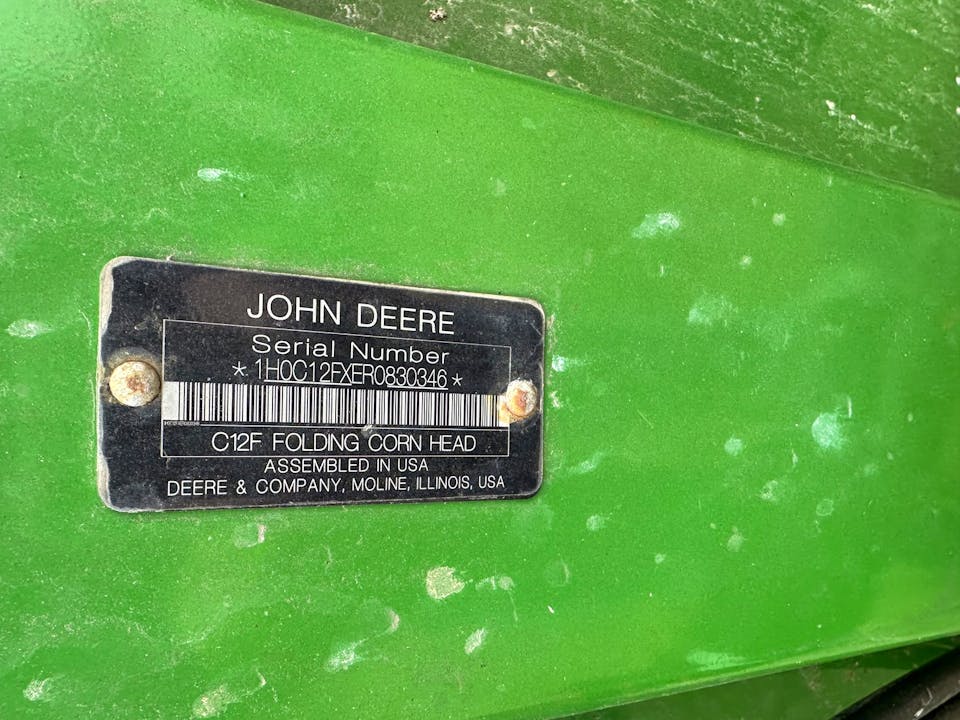 JOHN DEERE
Serial Number
*1H0C12FXER0830346*
C12F FOLDING CORN HEAD
ASSEMBLED IN USA
DEERE & COMPANY, MOLINE, ILLINOIS, USA